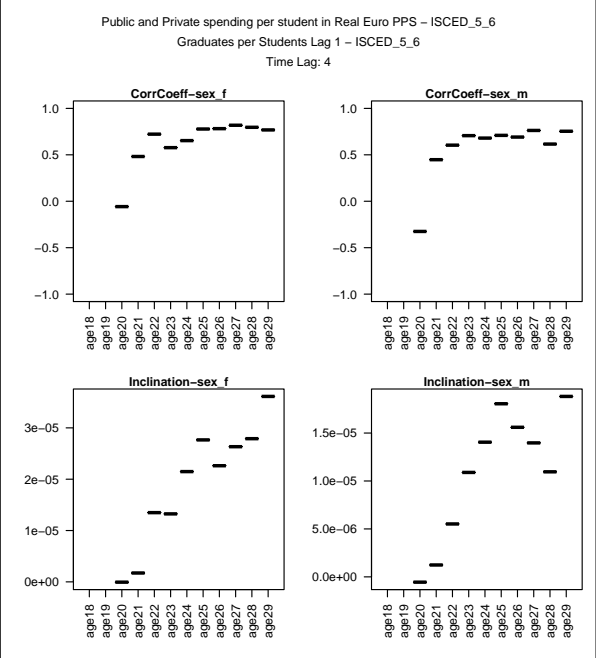 Public and Private spending per student in Real Euro PPS − ISCED_5_6
Graduates per Students Lag 1 − ISCED_5_6
Time Lag: 4
CorrCoeff−sex_f
1.0
0.5
0.0
−0.5
−1.0
age18
age19
age20
age21
age22
age23
age24
age25
age26
age27
age28
age29
CorrCoeff−sex_m
1.0
0.5
0.0
−0.5
−1.0
age18
age19
age20
age21
age22
age23
age24
age25
age26
age27
age28
age29
Inclination−sex_f
3e−05
2e−05
1e−05
0e+00
age18
age19
age20
age21
age22
age23
age24
age25
age26
age27
age28
age29
Inclination−sex_m
1.5e−05
1.0e−05
5.0e−06
0.0e+00
age18
age19
age20
age21
age22
age23
age24
age25
age26
age27
age28
age29